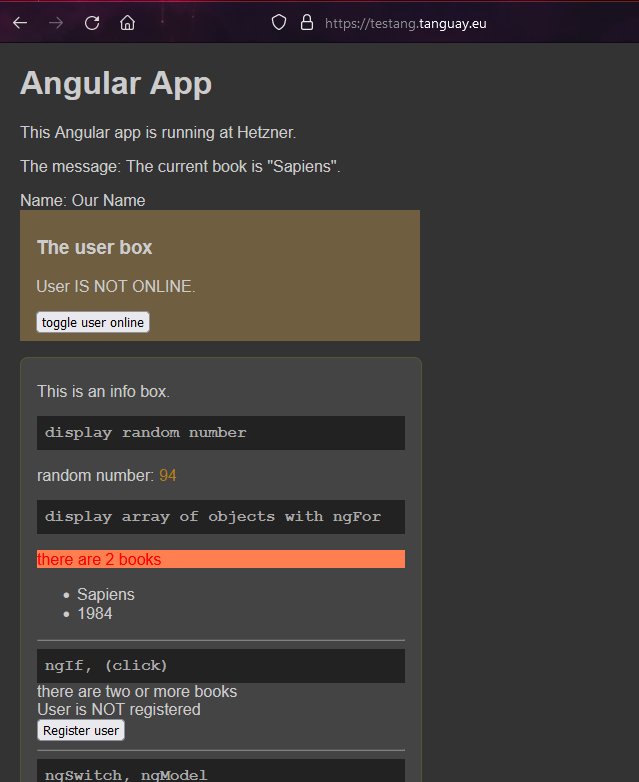 https://testang.tanguay.eu
Angular App
This Angular app is running at Hetzner.
The message: The current book is "Sapiens".
Name: Our Name
The user box
User IS NOT ONLINE.
toggle user online
This is an info box.
display random number
random number: 94
display array of objects with ngFor
there are 2 books
Sapiens
1984
ngIf, (click)
there are two or more books
User is NOT registered
Register user
ngSwitch, ngModel